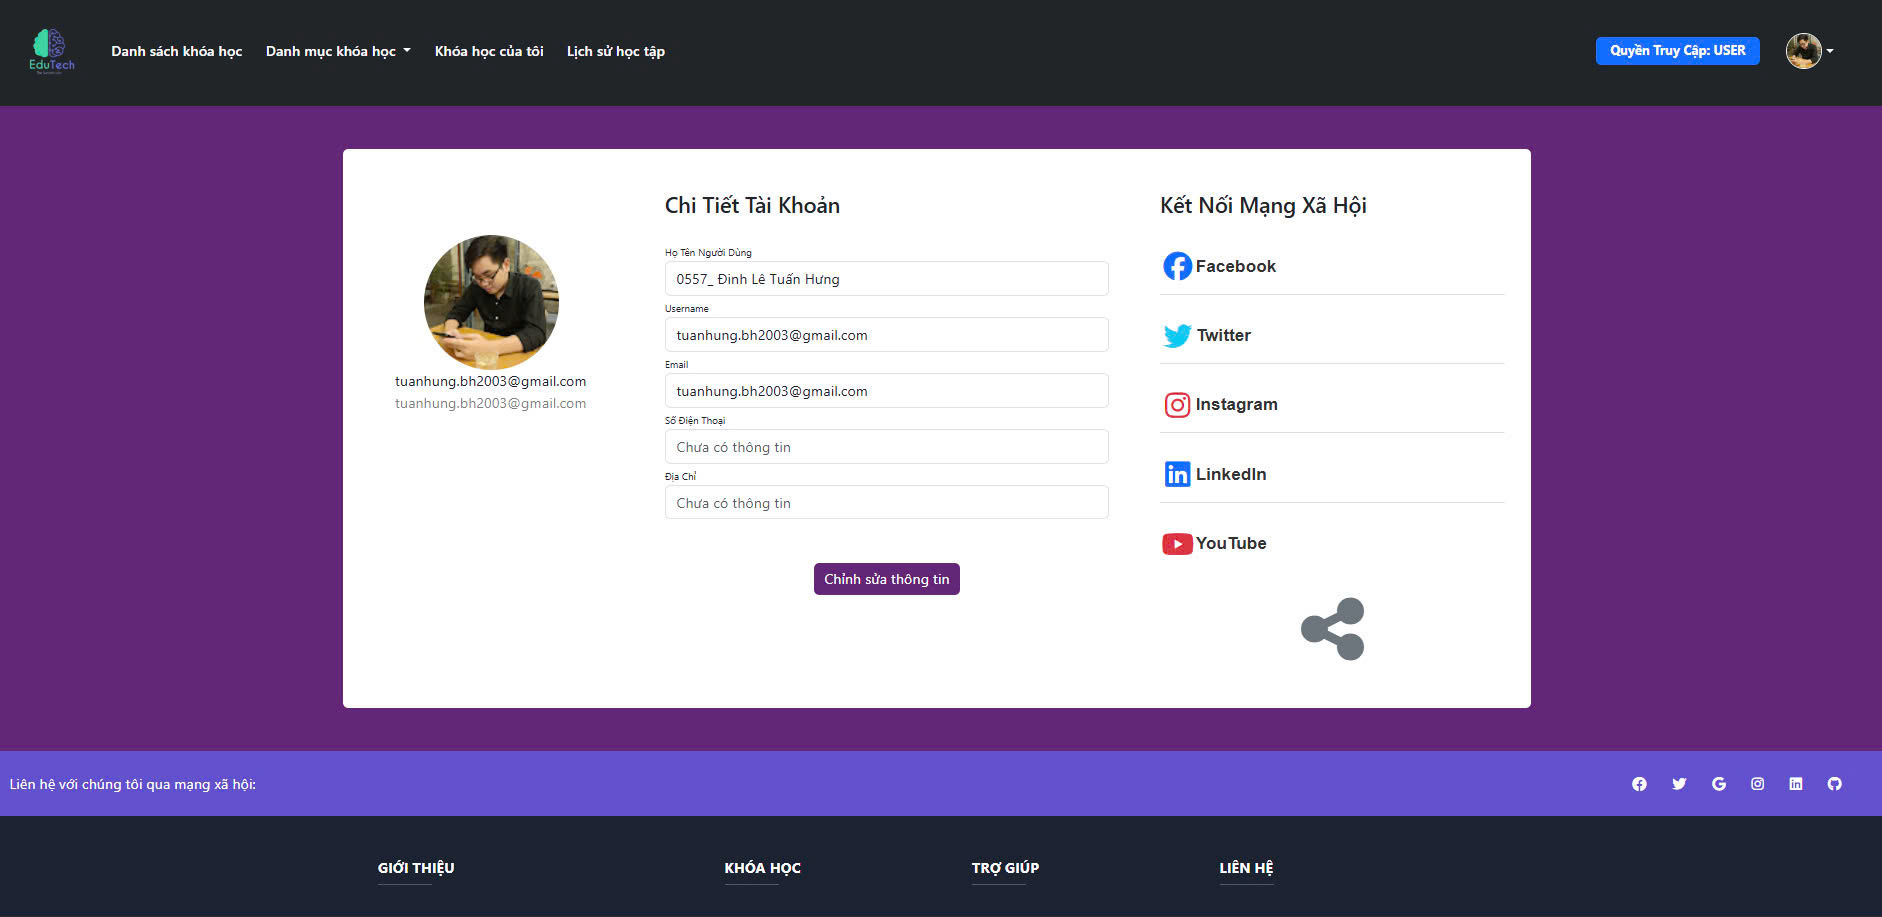 EduTech
Danh sách khóa học
Danh mục khóa học
Khóa học của tôi
Lịch sử học tập
Quyền Truy Cập: USER
tuanhung.bh2003@gmail.com
tuanhung.bh2003@gmail.com
Chi Tiết Tài Khoản
Họ Tên Người Dùng
0557_ Đinh Lê Tuấn Hưng
Username
tuanhung.bh2003@gmail.com
Email
tuanhung.bh2003@gmail.com
Số Điện Thoại
Chưa có thông tin
Địa Chỉ
Chưa có thông tin
Chỉnh sửa thông tin
Kết Nối Mạng Xã Hội
Facebook
Twitter
Instagram
LinkedIn
YouTube
Liên hệ với chúng tôi qua mạng xã hội:
GIỚI THIỆU
KHÓA HỌC
TRỢ GIÚP
LIÊN HỆ